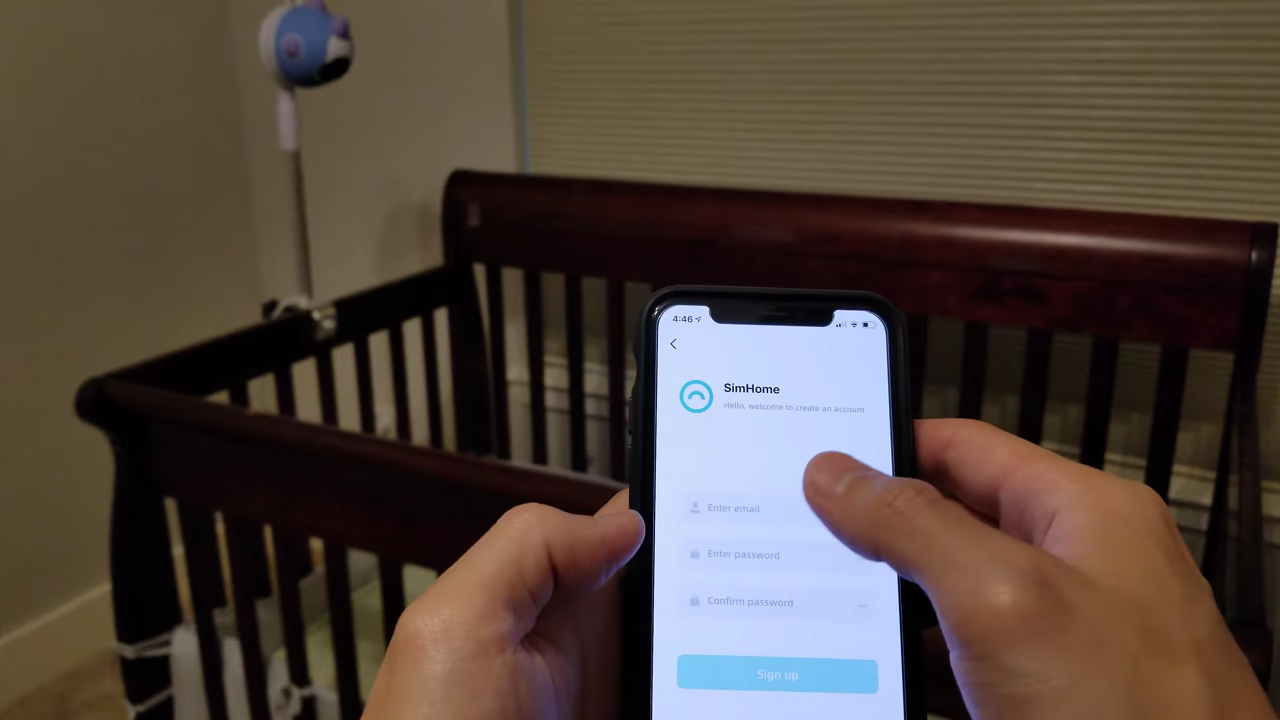 4:46
SimHome
Hello, welcome to create an account
Enter email
Enter password
Confirm password
Sign up